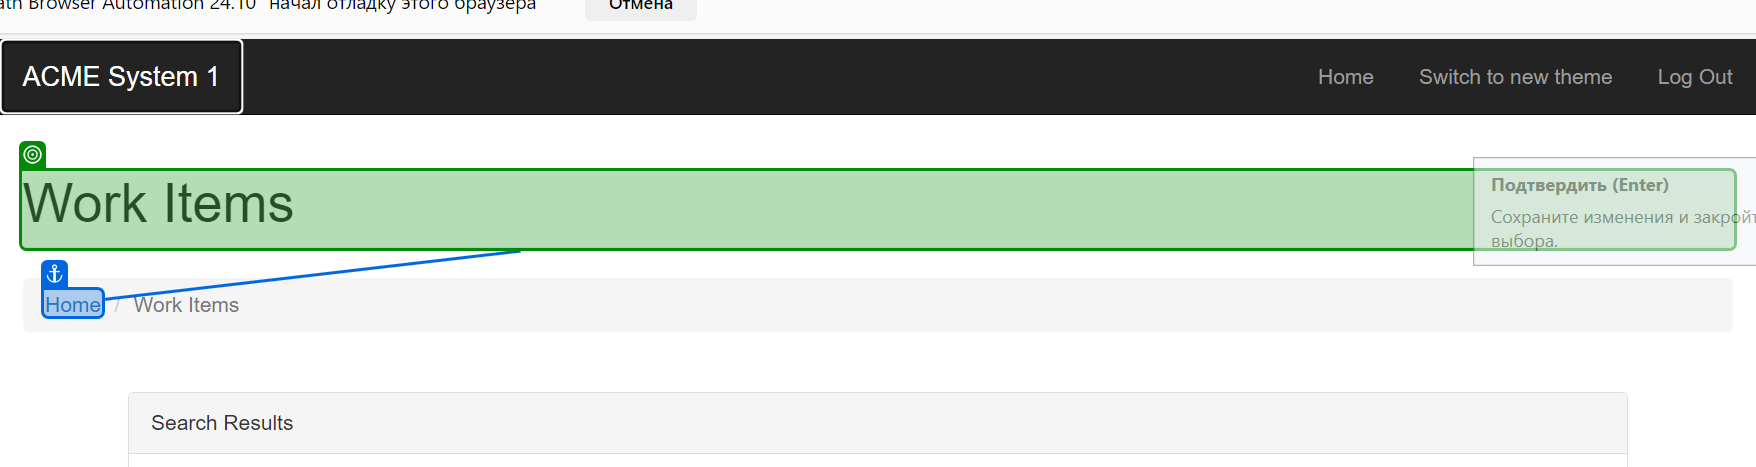 ath Browser Automation 24.10" начал отладку этого браузера Отмена
ACME System 1 Home Switch to new theme Log Out
Work Items
Подтвердить (Enter)
Сохраните изменения и закройт
выбора.
Home / Work Items
Search Results